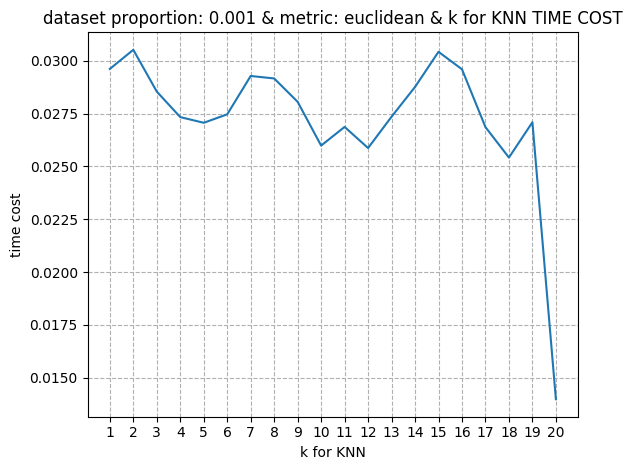 dataset proportion: 0.001 & metric: euclidean & k for KNN TIME COST
0.0300
0.0275
0.0250
0.0225
0.0200
0.0175
0.0150
time cost
1 2 3 4 5 6 7 8 9 10 11 12 13 14 15 16 17 18 19 20
k for KNN